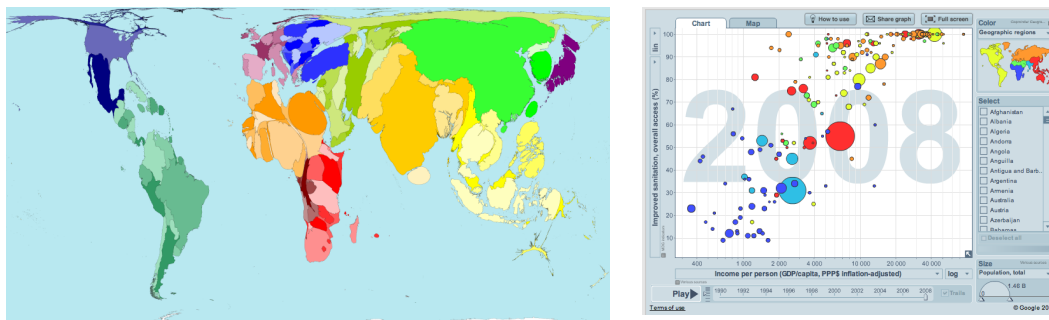 Chart
Map
How to use
Share graph
Full screen
Color
Geographic regions
lin
Improved sanitation, overall access (%)
100
90
80
70
60
50
40
30
20
10
2008
Select
Afghanistan
Albania
Algeria
Andorra
Angola
Anguilla
Antigua and Barb...
Argentina
Armenia
Australia
Austria
Azerbaijan
Bahamas
Deselect all
400
1 000
2 000
4 000
10 000
20 000
40 000
Income per person (GDP/capita, PPP$ inflation-adjusted)
log
Size
Population, total
1.46 B
Play
1990 1992 1994 1996 1998 2000 2002 2004 2006 2008
Trails
Terms of use
© Google 20